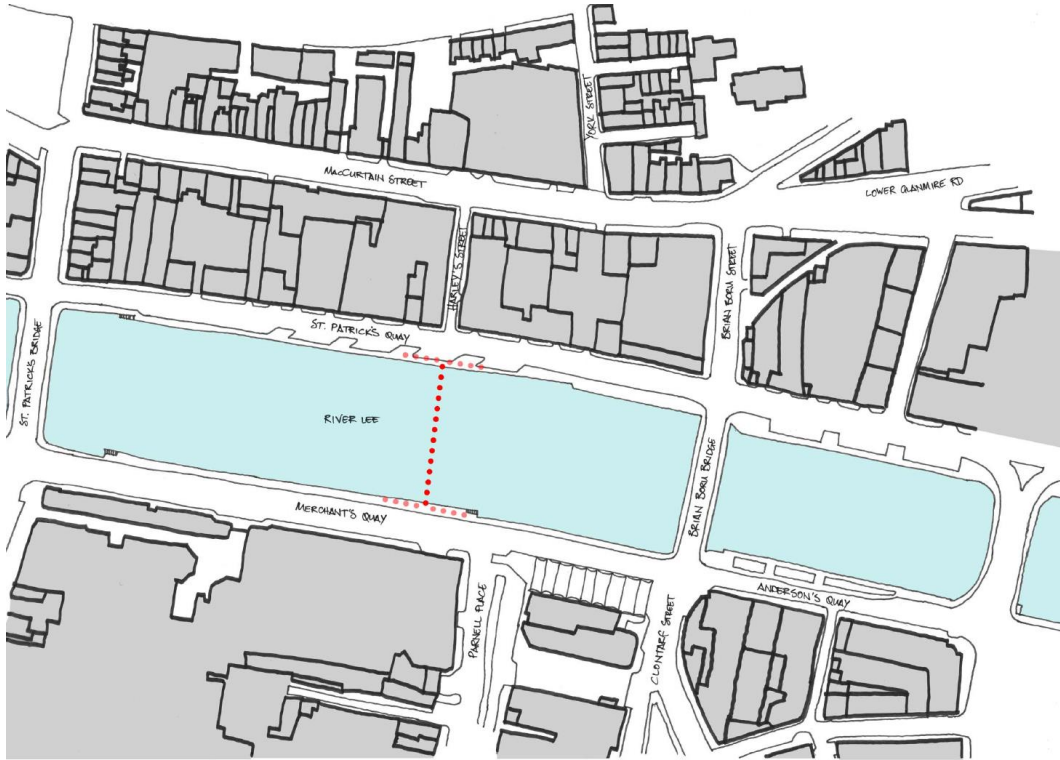 YORK STREET
MACCURTAIN STREET
LOWER GLANMIRE RD
HARLEY'S STREET
BRIAN BORU STREET
ST. PATRICK'S QUAY
ST. PATRICK'S BRIDGE
RIVER LEE
BRIAN BORU BRIDGE
MERCHANT'S QUAY
ANDERSON'S QUAY
PARNELL PLACE
CLONTARF STREET